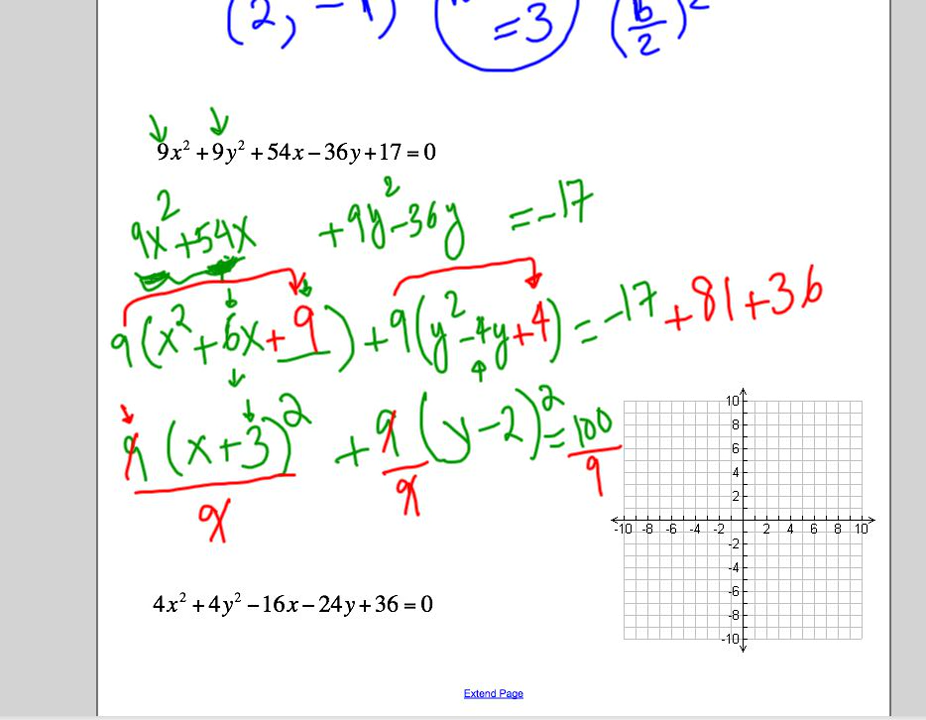 (2, -1) =3 (b/2)²
9x² + 9y² + 54x – 36y + 17 = 0
9x² + 54x + 9y² - 36y = -17
9(x² + 6x + 9) + 9(y² - 4y + 4) = -17 + 81 + 36
9(x+3)²/9 + 9(y-2)²/9 = 100/9
10
8
6
4
2
-10 -8 -6 -4 -2 2 4 6 8 10
-2
-4
-6
-8
-10
4x² + 4y² – 16x – 24y + 36 = 0
Extend Page